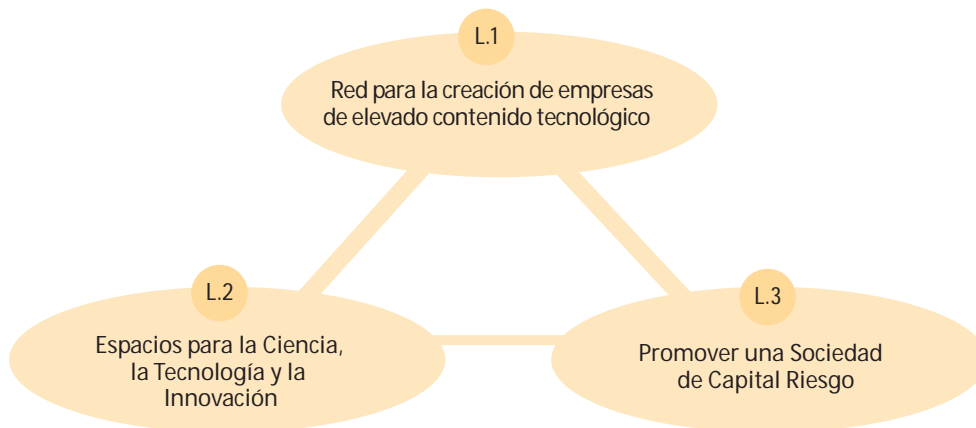 L.1
Red para la creación de empresas
de elevado contenido tecnológico
L.2
Espacios para la Ciencia,
la Tecnología y la
Innovación
L.3
Promover una Sociedad
de Capital Riesgo